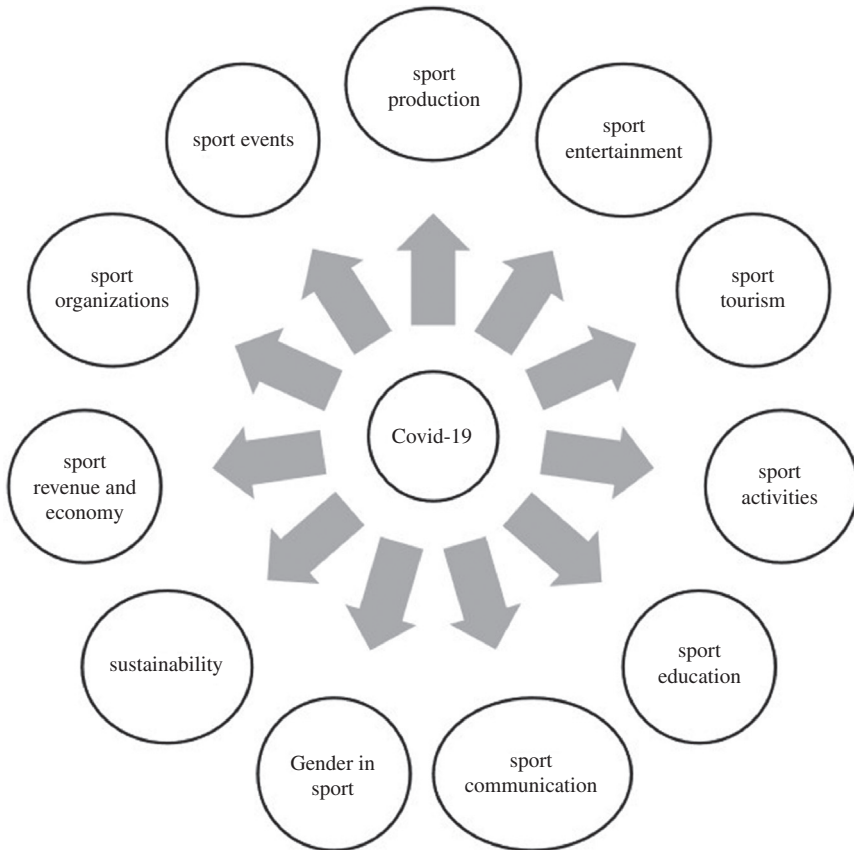 sport
production
sport
entertainment
sport
tourism
sport
activities
sport
education
sport
communication
Gender in
sport
sustainability
sport
revenue and
economy
sport
organizations
sport events
Covid-19